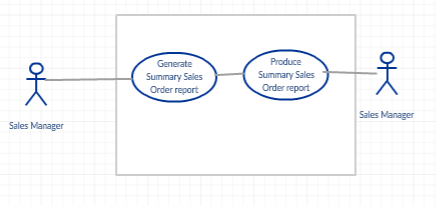 Generate
Summary Sales
Order report
Produce
Summary Sales
Order report
Sales Manager
Sales Manager